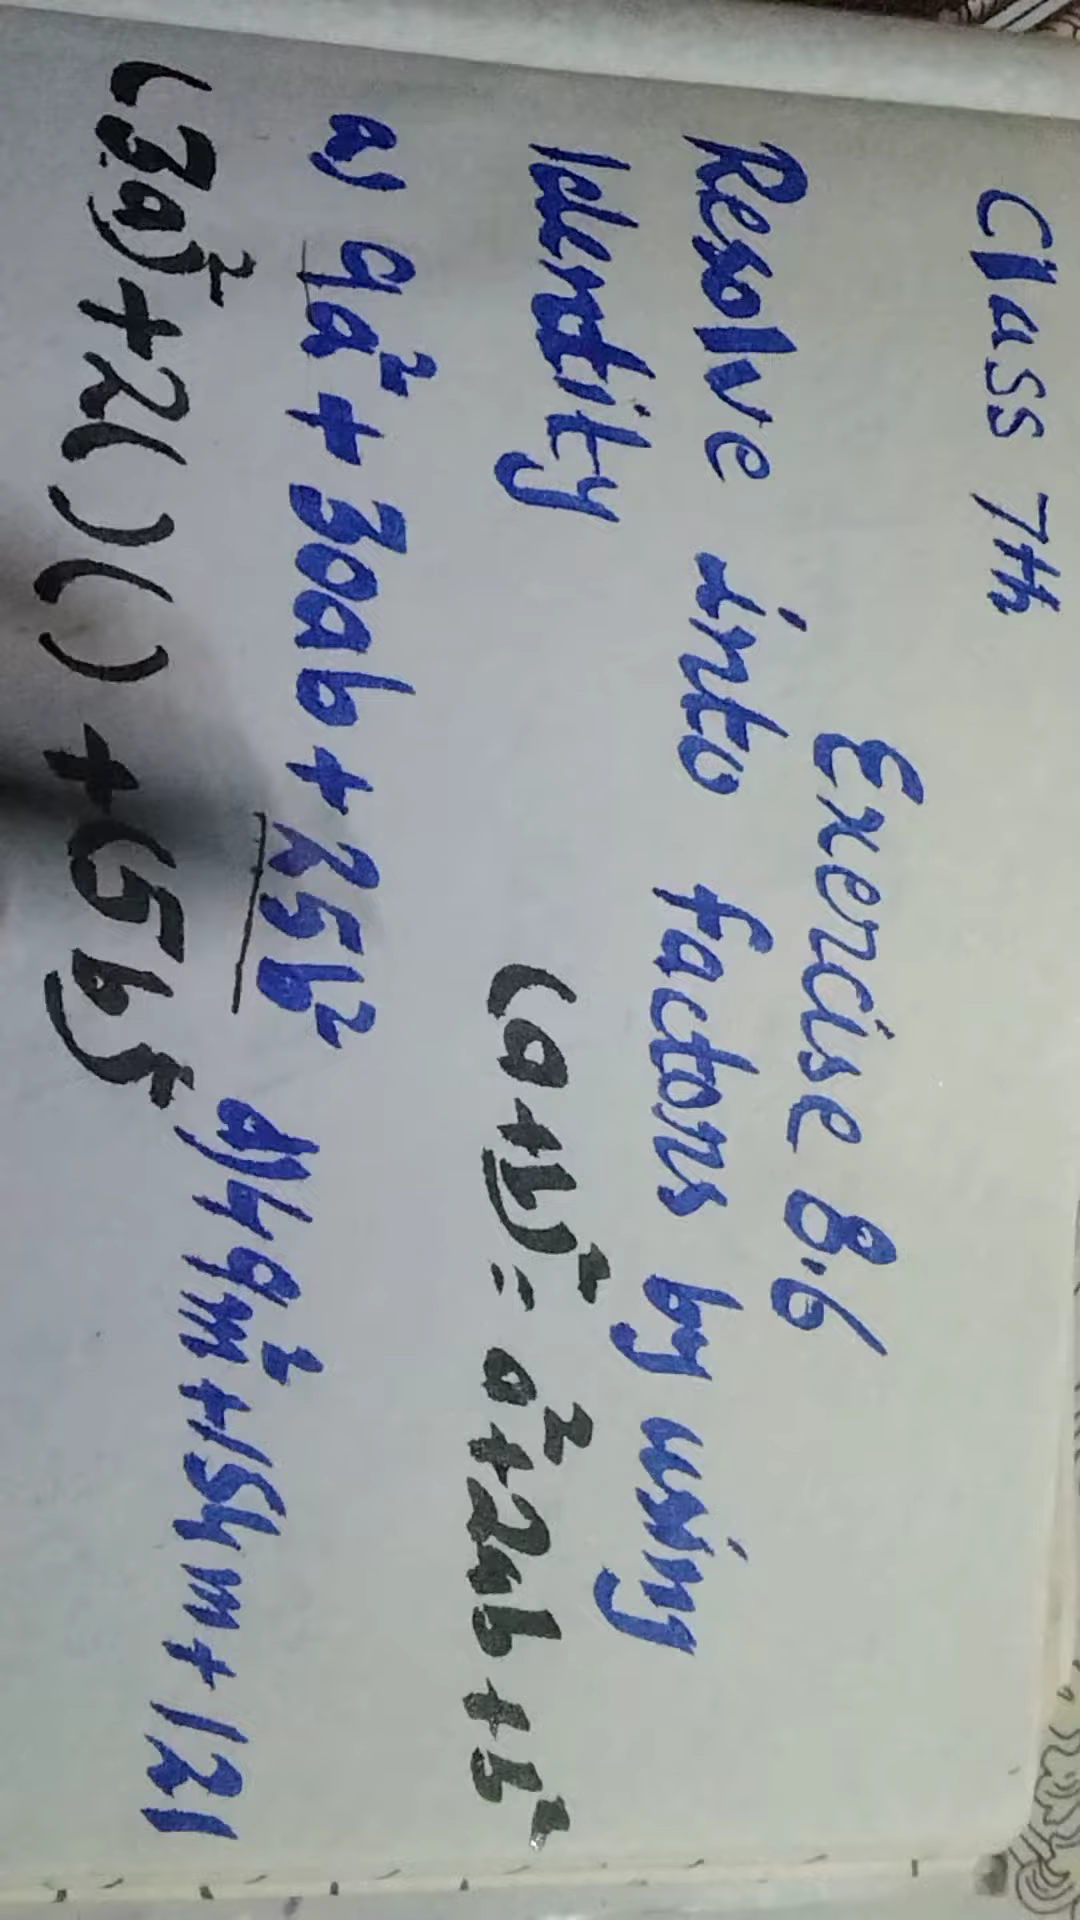 Class 7th
Exercise 8.6
Resolve into factors by using
Identity
(a+b)² = a²+2ab+b²
a) 9a²+30ab+25b²
d) 49m²+154m+121
(3a)²+2( )( )+(5b)²